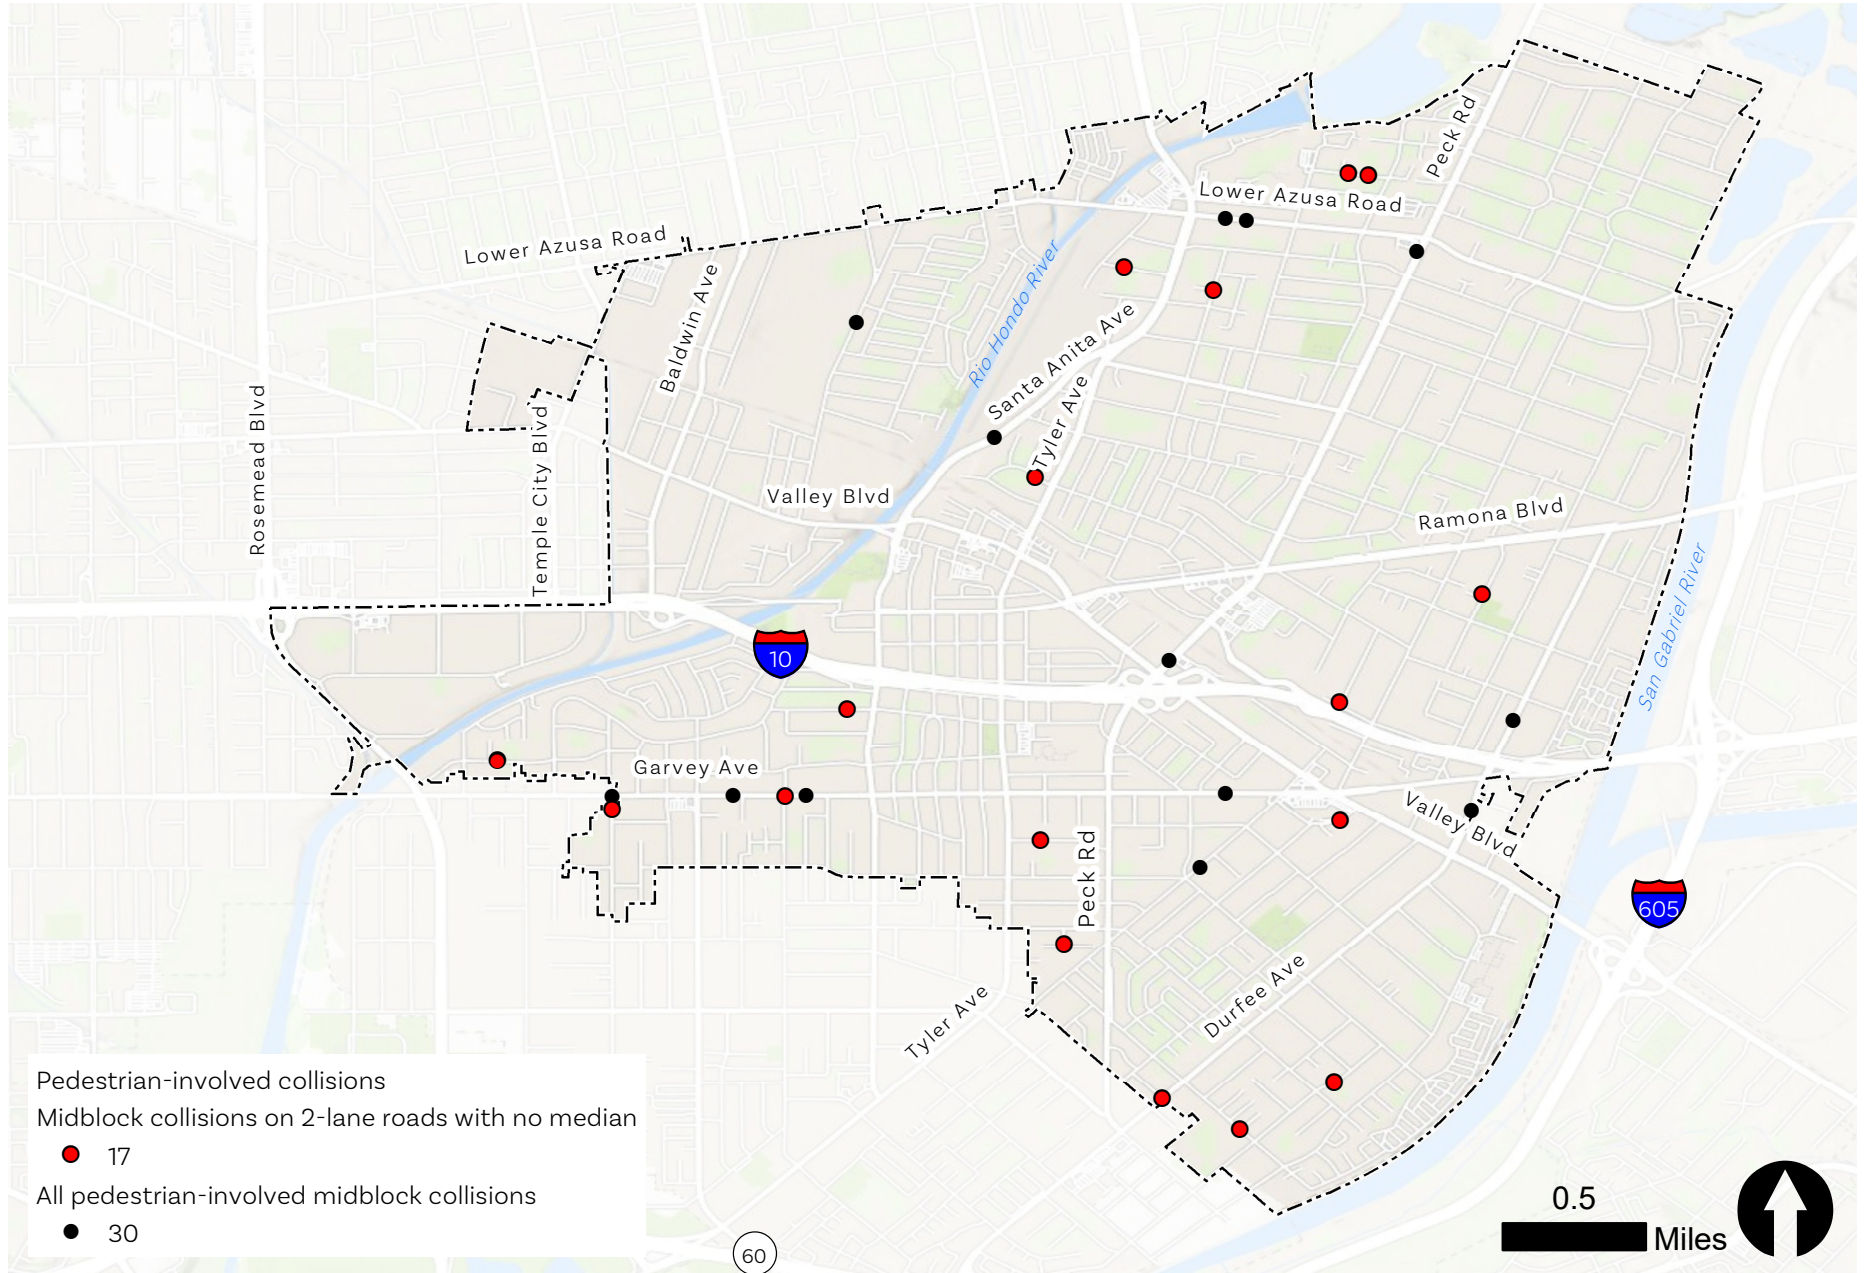 Peck Rd
Lower Azusa Road
Lower Azusa Road
Baldwin Ave
Rio Hondo River
Santa Anita Ave
Tyler Ave
Rosemead Blvd
Temple City Blvd
Valley Blvd
Ramona Blvd
San Gabriel River
10
Garvey Ave
Valley Blvd
Peck Rd
605
Durfee Ave
Tyler Ave
Pedestrian-involved collisions
Midblock collisions on 2-lane roads with no median
17
All pedestrian-involved midblock collisions
30
60
0.5
Miles